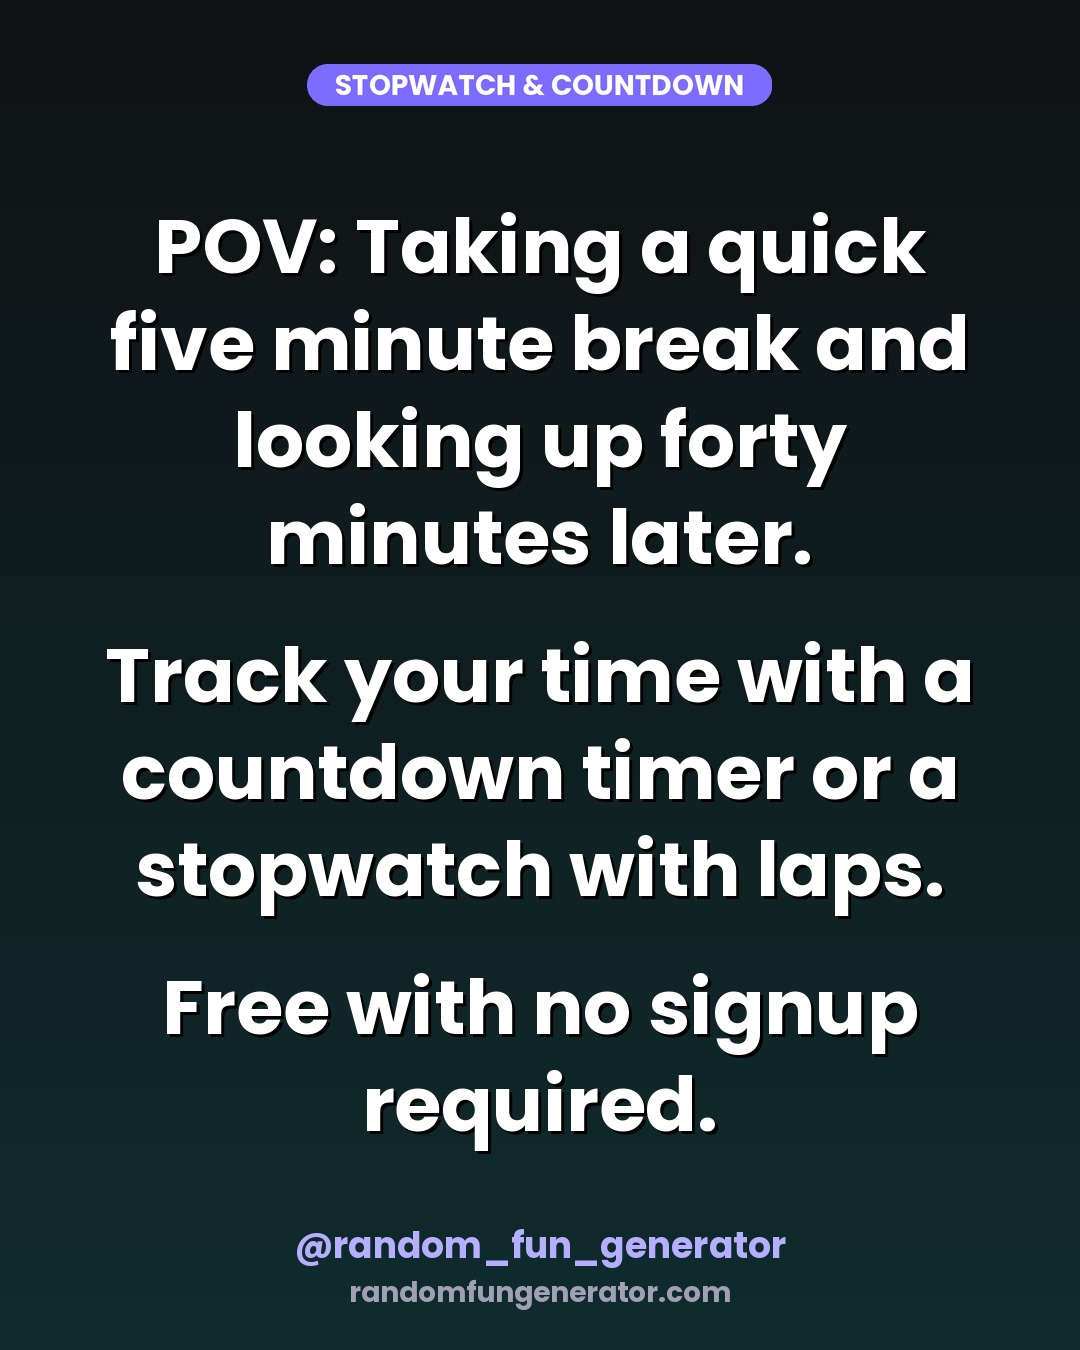 STOPWATCH & COUNTDOWN
POV: Taking a quick
five minute break and
looking up forty
minutes later.
Track your time with a
countdown timer or a
stopwatch with laps.
Free with no signup
required.
@random_fun_generator
randomfungenerator.com